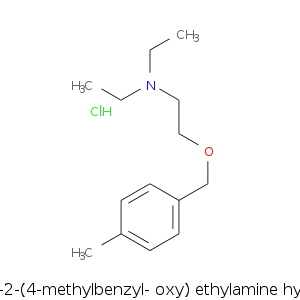 CH₃
H₃C
N
ClH
O
H₃C
-2-(4-methylbenzyl- oxy) ethylamine hy